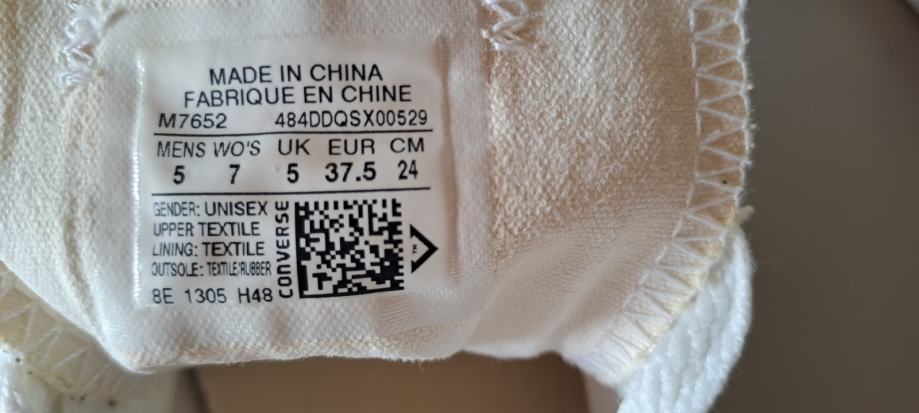 MADE IN CHINA
FABRIQUE EN CHINE
M7652 484DDQSX00529
MENS WO'S UK EUR CM
5 7 5 37.5 24
GENDER: UNISEX
UPPER TEXTILE
LINING: TEXTILE
OUTSOLE: TEXTILE/RUBBER
8E 1305 H48
CONVERSE
TM